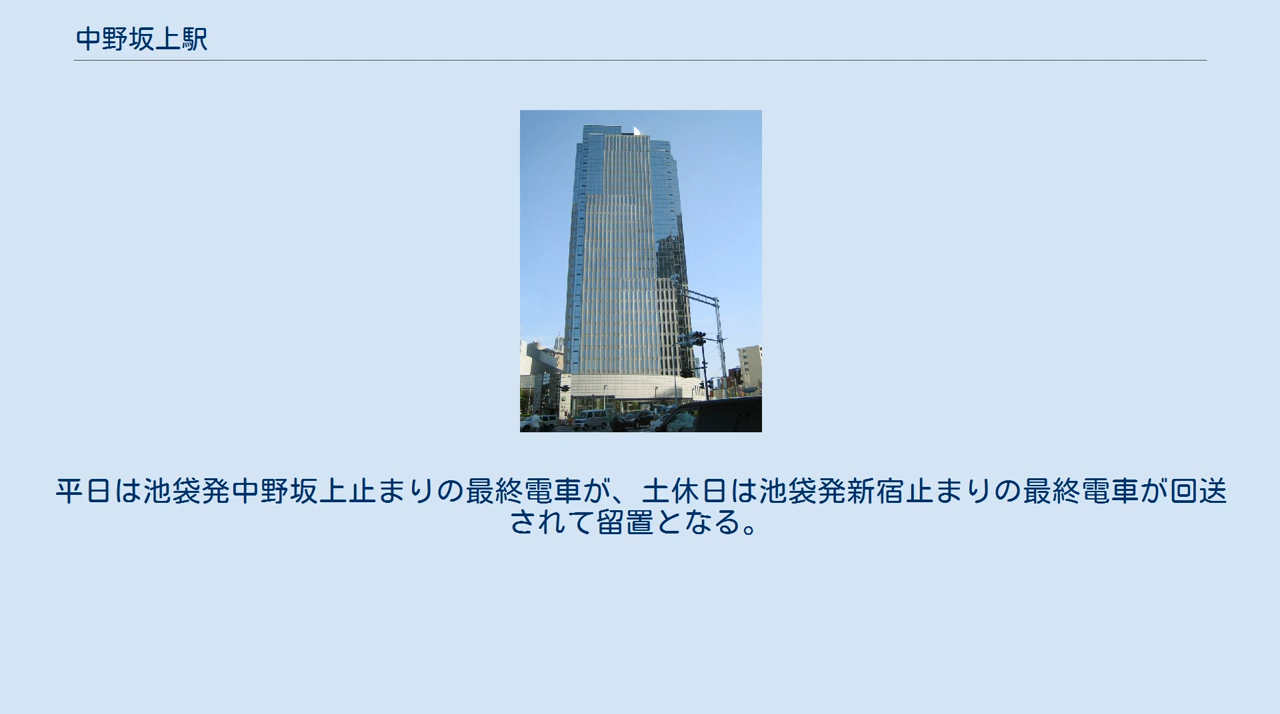 中野坂上駅
平日は池袋発中野坂上止まりの最終電車が、土休日は池袋発新宿止まりの最終電車が回送
されて留置となる。